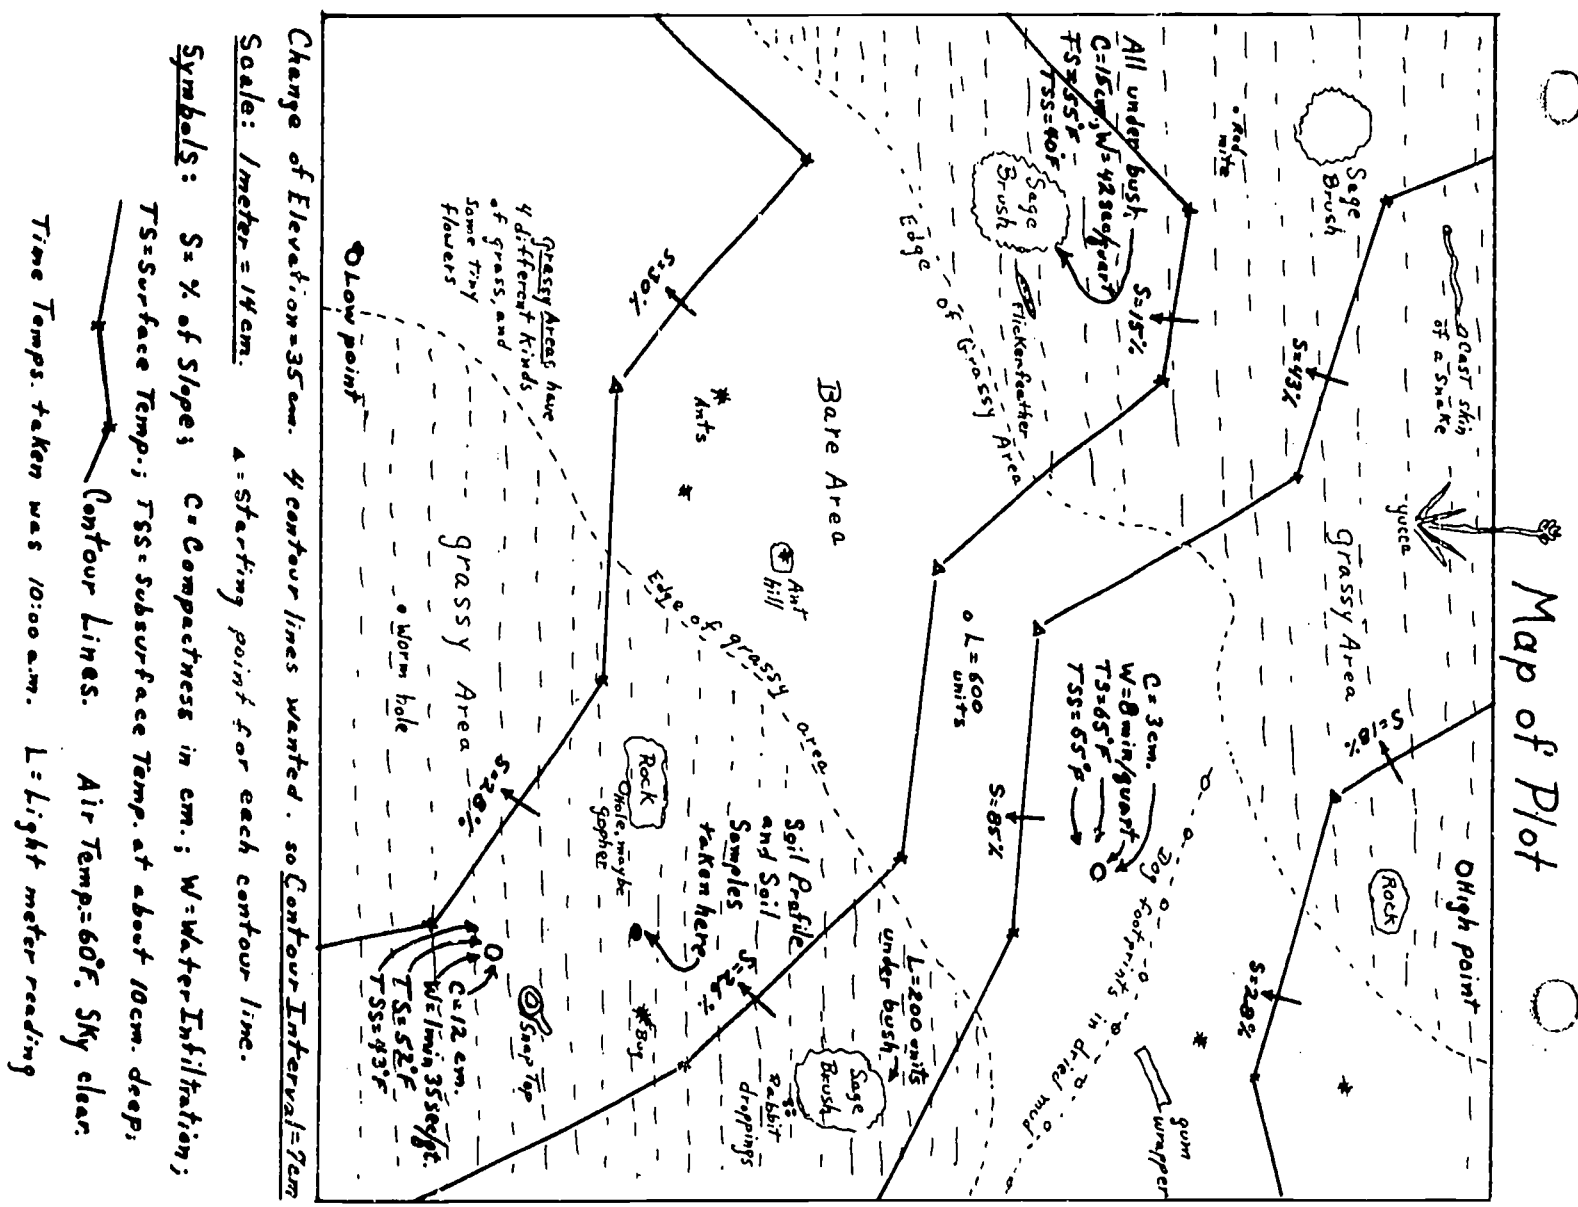 Map of Plot
High point
Rock
S=18%
S=28%
gum
wrapper
Grassy Area
yucca
Cast skin
of a Snake
Sage
Brush
Red
mite
S=43%
Dog footprints in dried mud
C=3cm.
W=8min/quart
TS=65°F
TSS=65°F
S=85%
L=600
units
All under bush,
C=15cm, W=42sec/quart
TS=55°F
TSS=40°F
S=15%
Sage
Brush
Flicker feather
Edge of Grassy Area
L=200 units
under bush
Sage
Brush
Rabbit
droppings
Bare Area
Ant
hill
Ants
S=30%
Edge of grassy area
Soil Profile
and Soil
Samples
taken here
S=26%
Bug
Rock
Hole, maybe
gopher
Snap Top
S=28%
C=12 cm.
W=1min 35sec/qt.
TS=52°F
TSS=43°F
grassy Area
Worm hole
grassy Areas have
4 different kinds
of grass, and
some tiny
flowers
Low point
Change of Elevation=35cm. 4 contour lines wanted. so Contour Interval=7cm
Scale: 1meter=14cm. ▵=Starting point for each contour line.
Symbols: S=% of Slope; C=Compactness in cm.; W=Water Infiltration;
TS=Surface Temp.; TSS=Subsurface Temp. at about 10cm. deep;
Contour Lines. Air Temp.=60°F. Sky clear.
Time Temps. taken was 10:00 a.m. L=Light meter reading